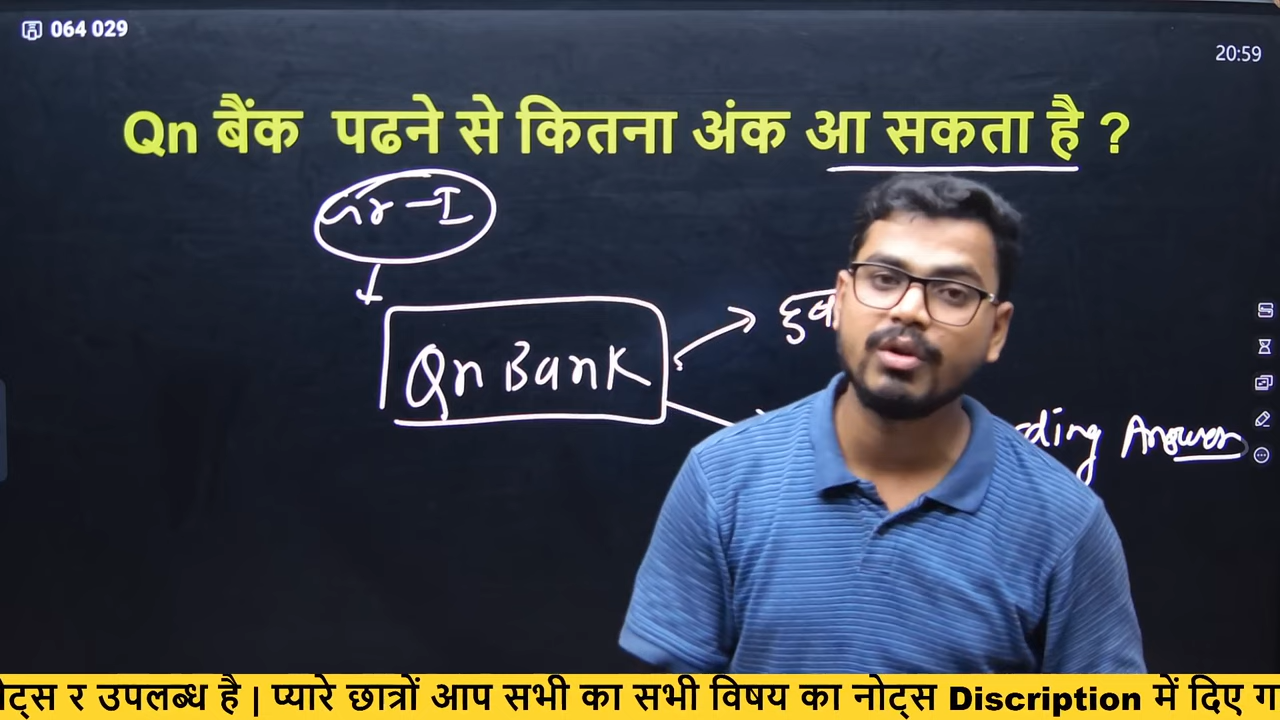 064 029
20:59
Qn बैंक पढने से कितना अंक आ सकता है ?
Qn Bank
Answer
नोट्स र उपलब्ध है | प्यारे छात्रों आप सभी का सभी विषय का नोट्स Discription में दिए ग